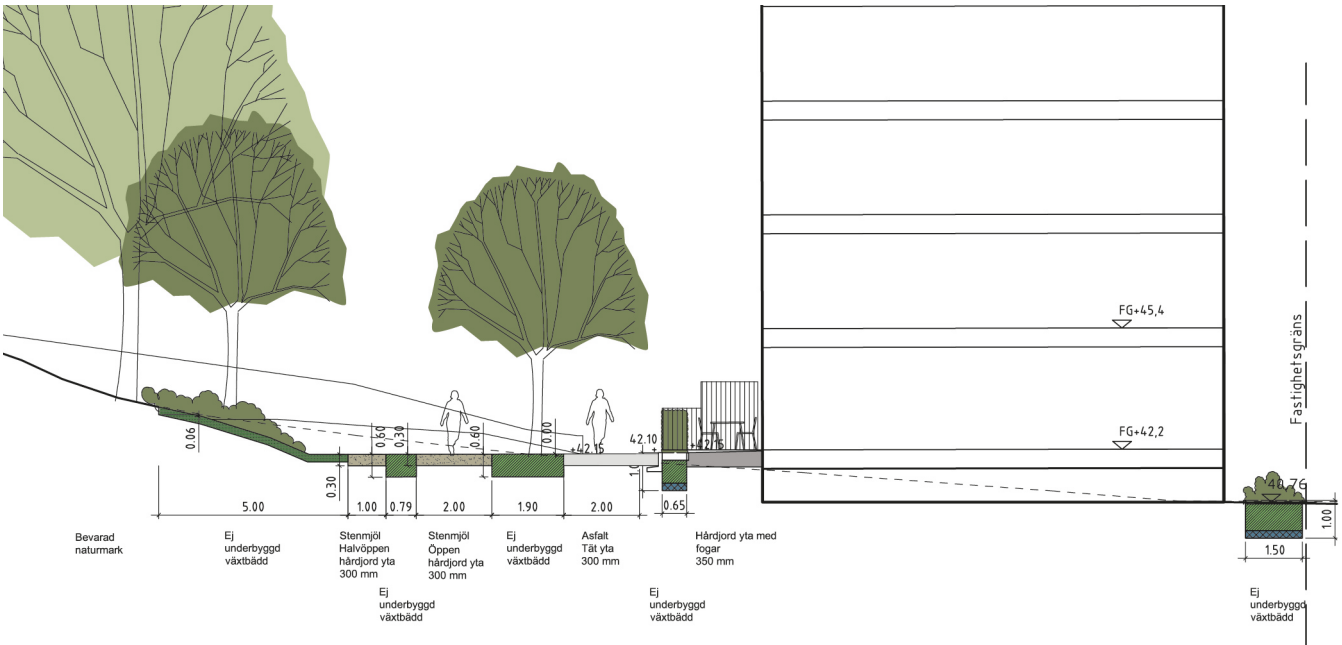 FG+45,4
Fastighetsgräns
FG+42,2
0.06
0.60
0.30
0.60
0.00
+42.15
42.10
+42.15
40.76
1.00
0.30
5.00
1.00
0.79
2.00
1.90
2.00
0.65
1.50
Bevarad
naturmark
Ej
underbyggd
växtbädd
Stenmjöl
Halvöppen
hårdjord yta
300 mm
Stenmjöl
Öppen
hårdjord yta
300 mm
Ej
underbyggd
växtbädd
Asfalt
Tät yta
300 mm
Hårdjord yta med
fogar
350 mm
Ej
underbyggd
växtbädd
Ej
underbyggd
växtbädd
Ej
underbyggd
växtbädd